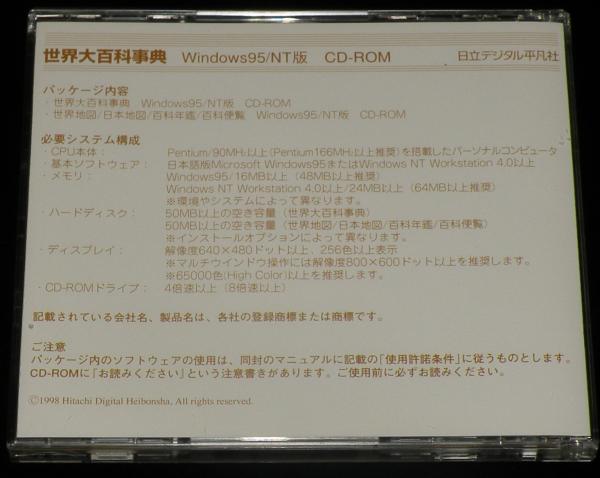 世界大百科事典 Windows95/NT版 CD-ROM 日立デジタル平凡社
パッケージ内容
・世界大百科事典 Windows95/NT版 CD-ROM
・世界地図/日本地図/百科年鑑/百科便覧 Windows95/NT版 CD-ROM
必要システム構成
・CPU本体： Pentium/90MHz以上（Pentium166MHz以上推奨）を搭載したパーソナルコンピュータ
・基本ソフトウェア： 日本語版Microsoft Windows95またはWindows NT Workstation 4.0以上
・メモリ： Windows95/16MB以上（48MB以上推奨）
Windows NT Workstation 4.0以上/24MB以上（64MB以上推奨）
※環境やシステムによって異なります。
・ハードディスク： 50MB以上の空き容量（世界大百科事典）
50MB以上の空き容量（世界地図/日本地図/百科年鑑/百科便覧）
※インストールオプションによって異なります。
・ディスプレイ： 解像度640×480ドット以上、256色以上表示
※マルチウインドウ操作には解像度800×600ドット以上を推奨します。
※65000色(High Color)以上を推奨します。
・CD-ROMドライブ： 4倍速以上（8倍速以上）
記載されている会社名、製品名は、各社の登録商標または商標です。
ご注意
パッケージ内のソフトウェアの使用は、同封のマニュアルに記載の「使用許諾条件」に従うものとします。
CD-ROMに「お読みください」という注意書きがあります。ご使用前に必ずお読みください。
©1998 Hitachi Digital Heibonsha, All rights reserved.